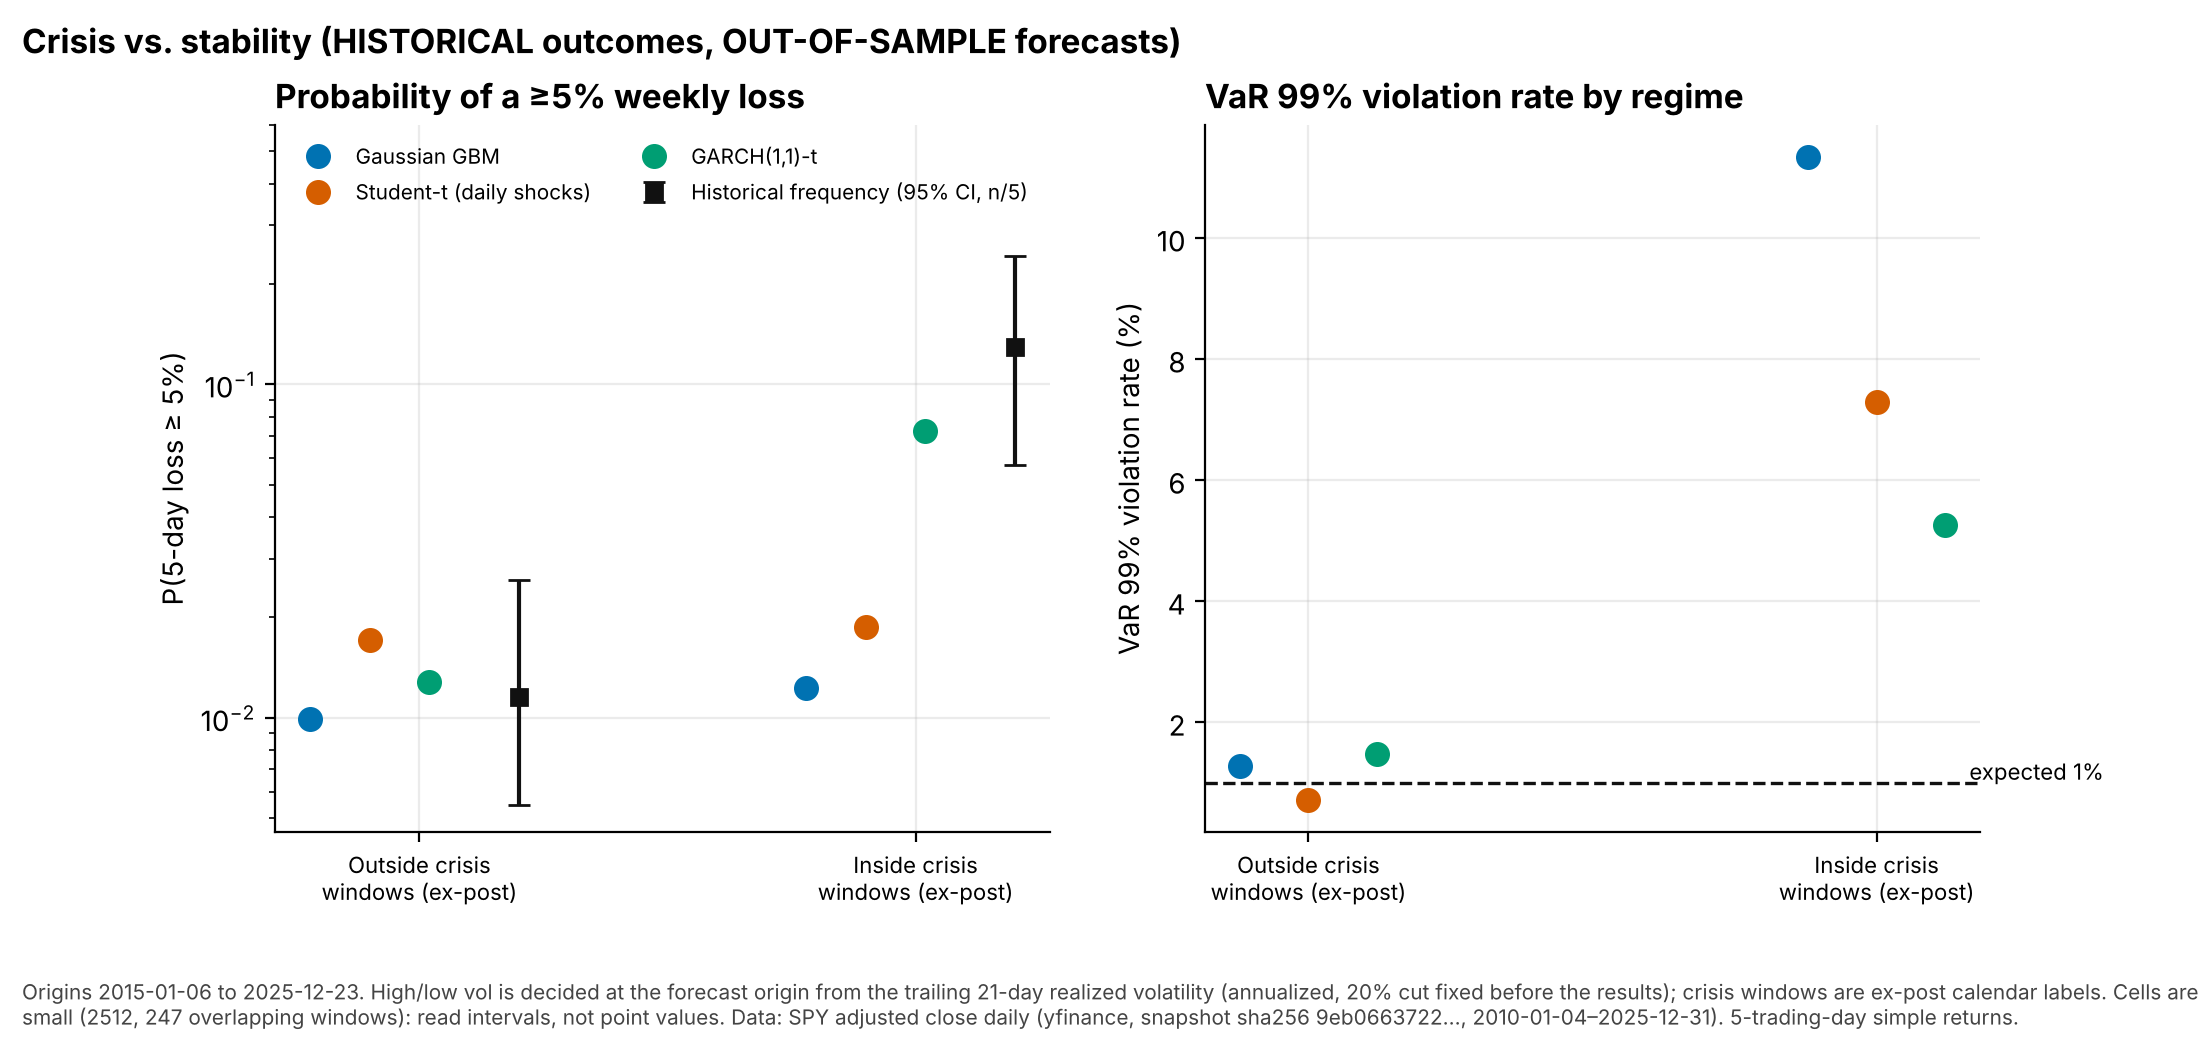 Crisis vs. stability (HISTORICAL outcomes, OUT-OF-SAMPLE forecasts)
Probability of a ≥5% weekly loss
Gaussian GBM
Student-t (daily shocks)
GARCH(1,1)-t
Historical frequency (95% CI, n/5)
P(5-day loss ≥ 5%)
10⁻¹
10⁻²
Outside crisis
windows (ex-post)
Inside crisis
windows (ex-post)
VaR 99% violation rate by regime
VaR 99% violation rate (%)
10
8
6
4
2
expected 1%
Outside crisis
windows (ex-post)
Inside crisis
windows (ex-post)
Origins 2015-01-06 to 2025-12-23. High/low vol is decided at the forecast origin from the trailing 21-day realized volatility (annualized, 20% cut fixed before the results); crisis windows are ex-post calendar labels. Cells are
small (2512, 247 overlapping windows): read intervals, not point values. Data: SPY adjusted close daily (yfinance, snapshot sha256 9eb0663722…, 2010-01-04–2025-12-31). 5-trading-day simple returns.